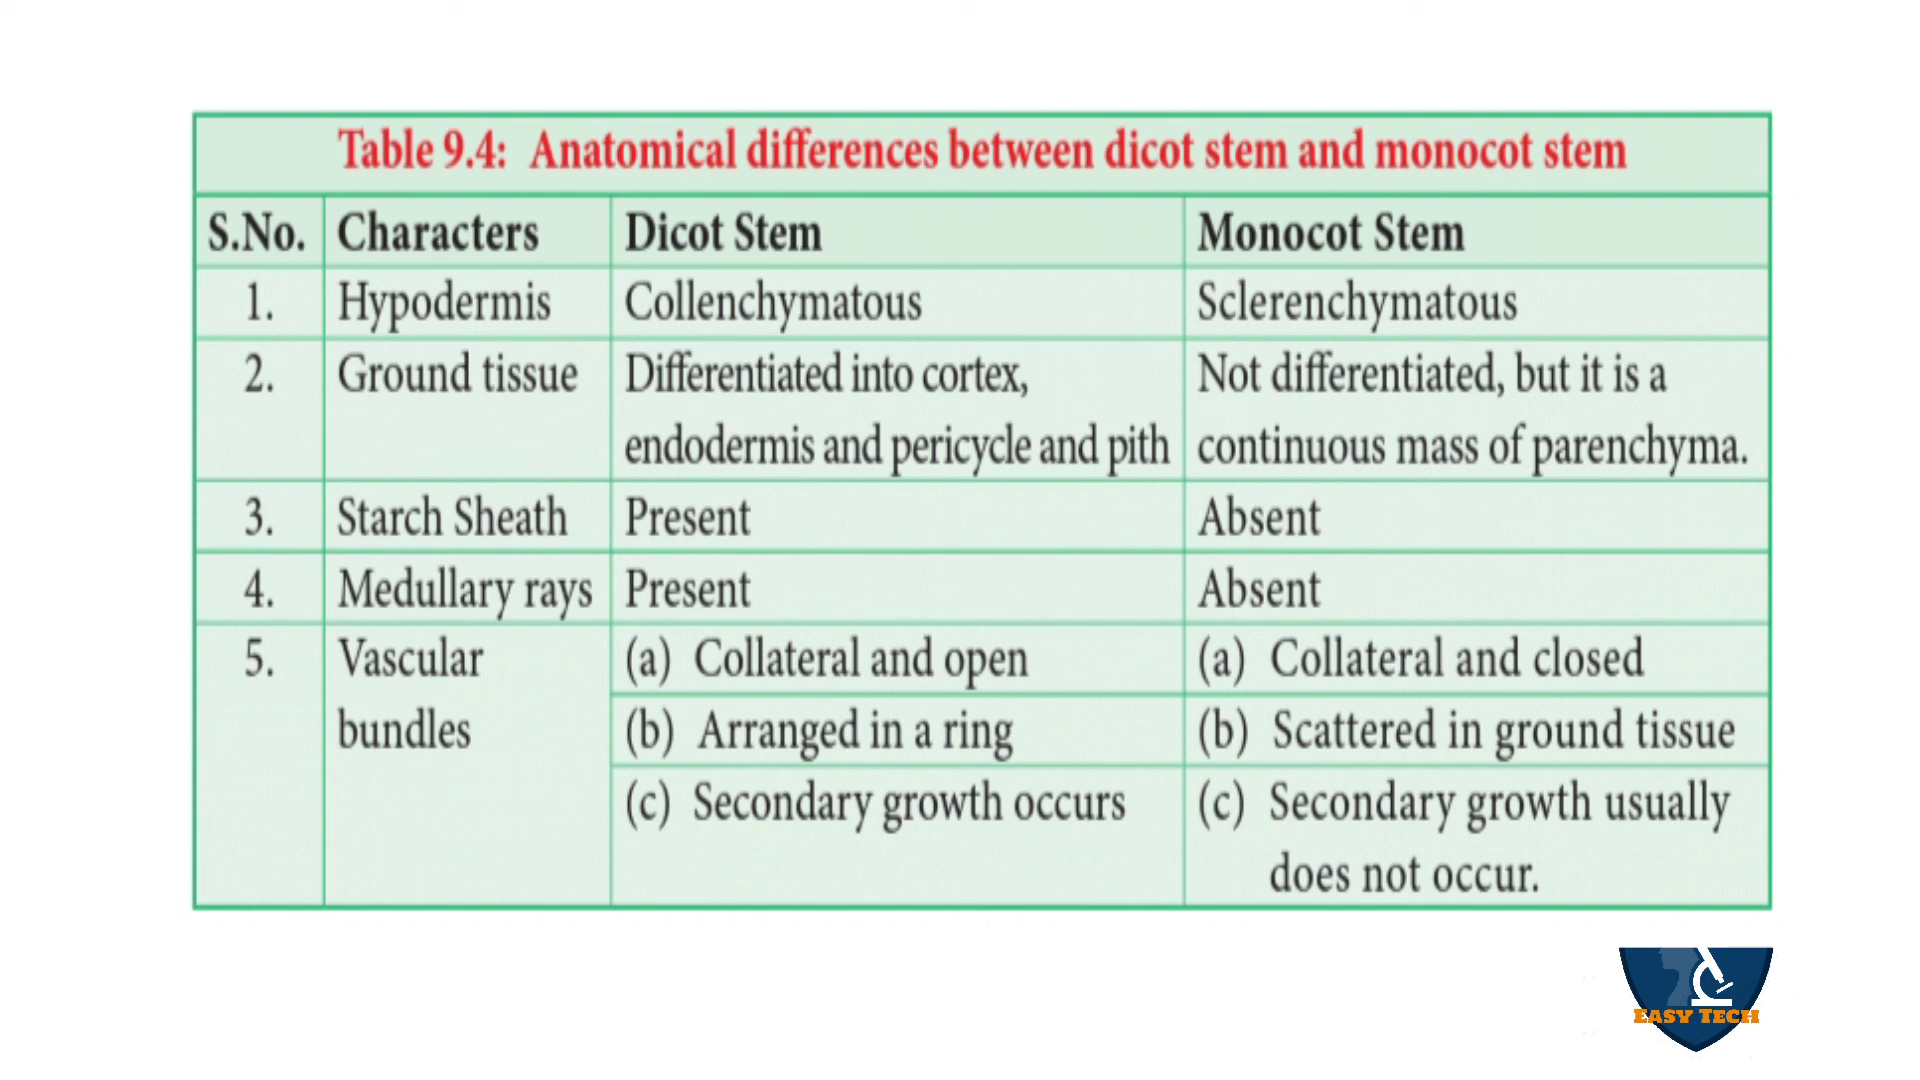 Table 9.4: Anatomical differences between dicot stem and monocot stem
S.No. Characters Dicot Stem Monocot Stem
1. Hypodermis Collenchymatous Sclerenchymatous
2. Ground tissue Differentiated into cortex, Not differentiated, but it is a
endodermis and pericycle and pith continuous mass of parenchyma.
3. Starch Sheath Present Absent
4. Medullary rays Present Absent
5. Vascular (a) Collateral and open (a) Collateral and closed
bundles (b) Arranged in a ring (b) Scattered in ground tissue
(c) Secondary growth occurs (c) Secondary growth usually
does not occur.
EASY TECH